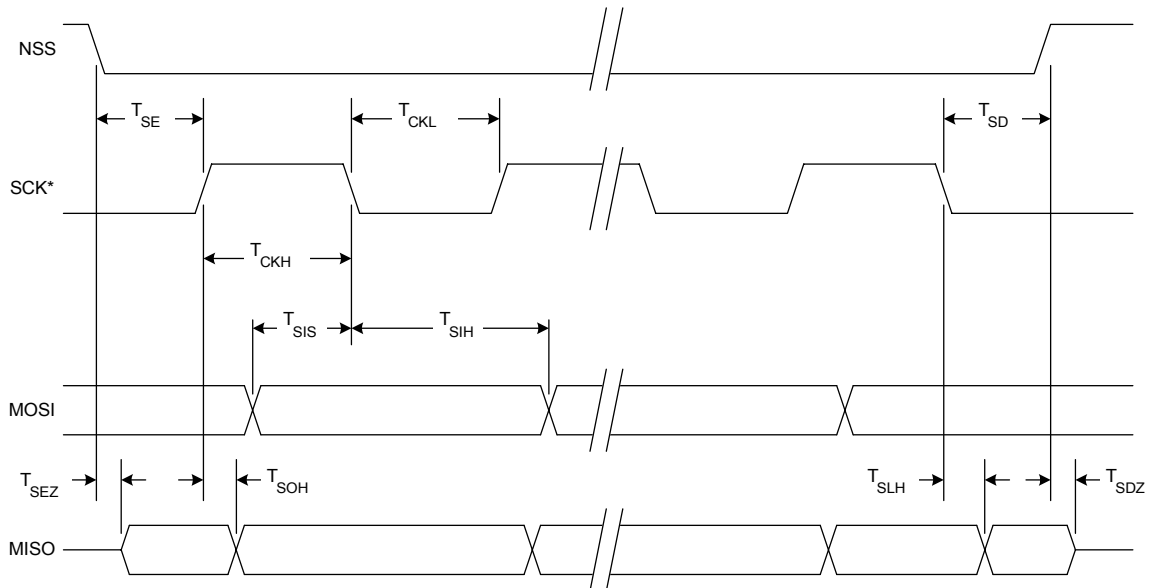 NSS
T SE
T CKL
T SD
SCK*
T CKH
T SIS
T SIH
MOSI
T SEZ
T SOH
T SLH
T SDZ
MISO